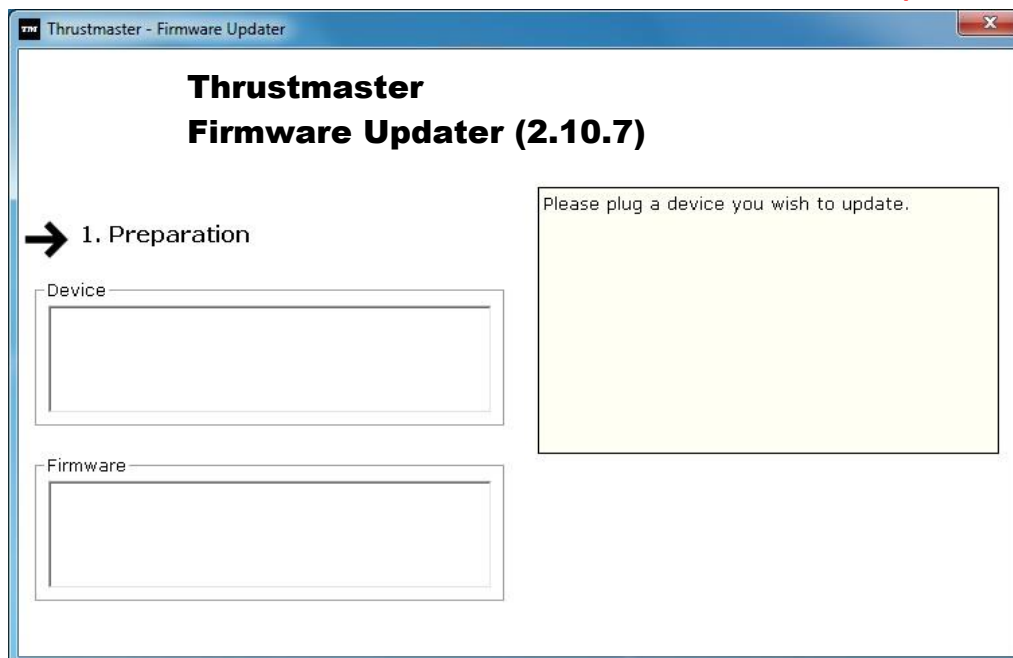 TM Thrustmaster - Firmware Updater
Thrustmaster
Firmware Updater (2.10.7)
Please plug a device you wish to update.
1. Preparation
Device
Firmware